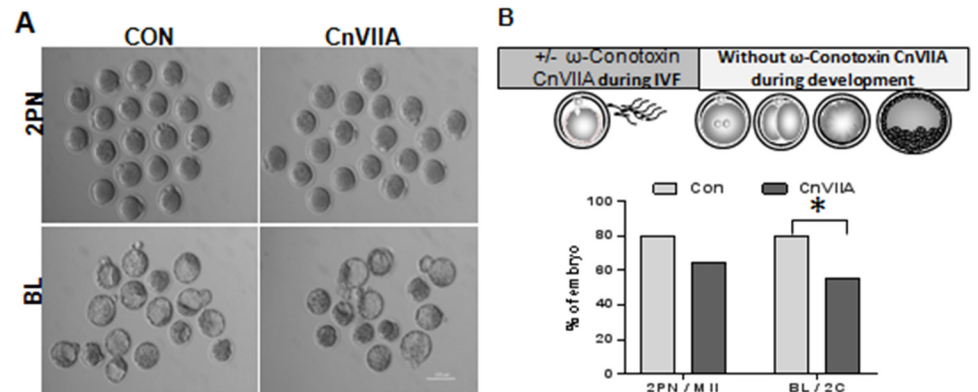 A
CON
CnVIIA
2PN
BL
B
+/- ω-Conotoxin
CnVIIA during IVF
Without ω-Conotoxin CnVIIA
during development
Con
CnVIIA
*
% of embryo
100
80
60
40
20
0
2PN / MII
BL / 2C